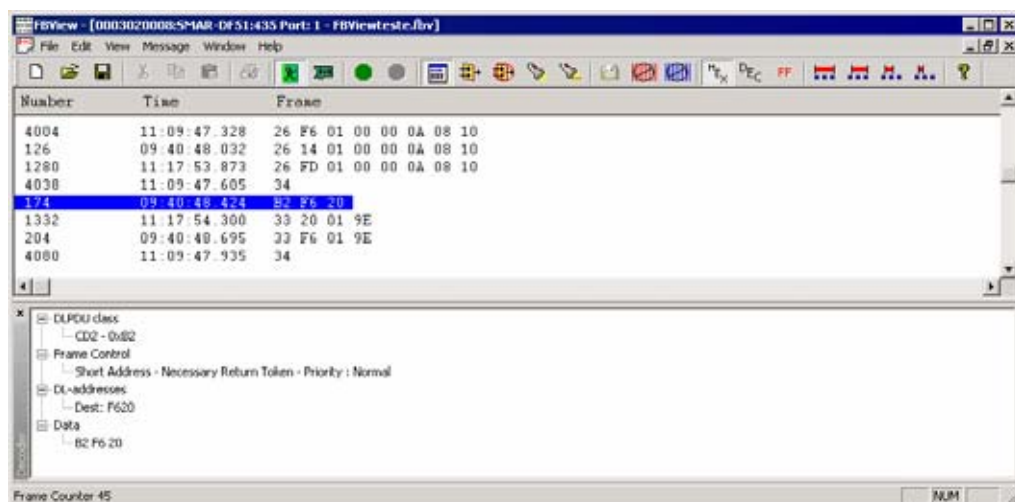 FBView - [0003020008:SMAR-DF51:435 Port: 1 - FBViewteste.fbv]
File Edit View Message Window Help
HEX DEC FF
Number Time Frame
4004 11:09:47.328 26 F6 01 00 00 0A 08 10
126 09:40:48.032 26 14 01 00 00 0A 08 10
1280 11:17:53.873 26 FD 01 00 00 0A 08 10
4038 11:09:47.605 34
174 09:40:48.424 B2 F6 20
1332 11:17:54.300 33 20 01 9E
204 09:40:48.695 33 F6 01 9E
4080 11:09:47.935 34
DLPDU class
CD2 - 0xB2
Frame Control
Short Address - Necessary Return Token - Priority : Normal
DL-addresses
Dest: F620
Data
B2 F6 20
Decoder
Frame Counter 45
NUM